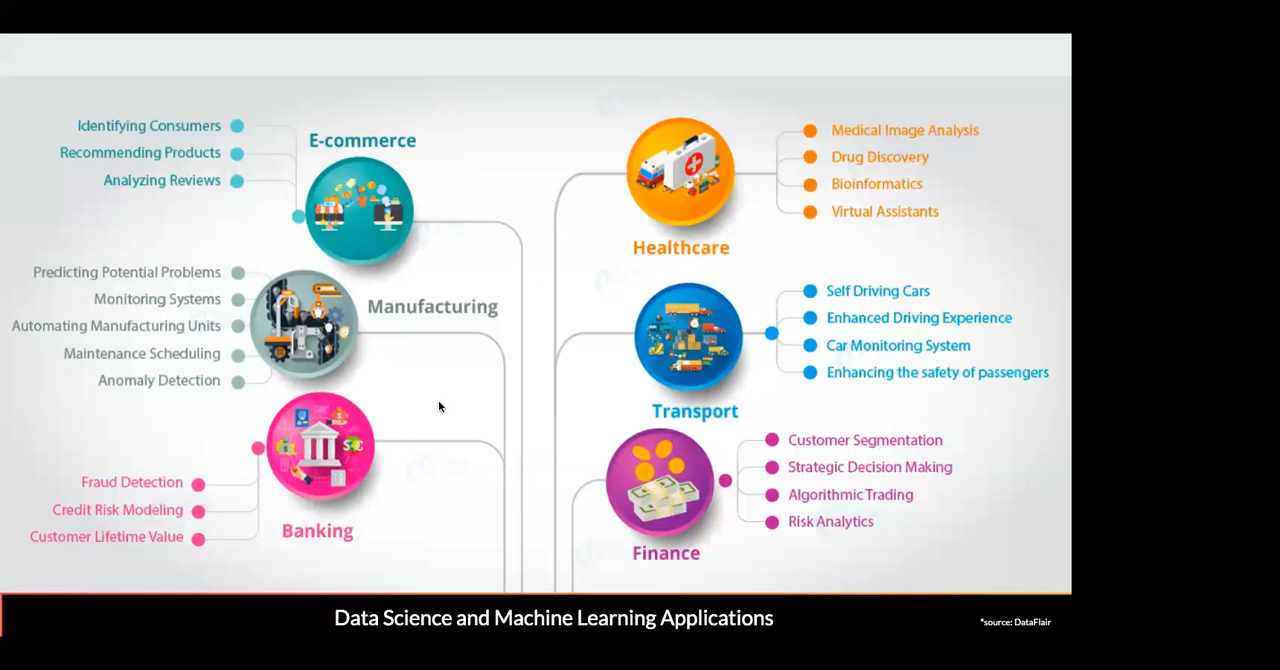 Identifying Consumers
Recommending Products
Analyzing Reviews
E-commerce
Predicting Potential Problems
Monitoring Systems
Automating Manufacturing Units
Maintenance Scheduling
Anomaly Detection
Manufacturing
Fraud Detection
Credit Risk Modeling
Customer Lifetime Value
Banking
Healthcare
Medical Image Analysis
Drug Discovery
Bioinformatics
Virtual Assistants
Transport
Self Driving Cars
Enhanced Driving Experience
Car Monitoring System
Enhancing the safety of passengers
Finance
Customer Segmentation
Strategic Decision Making
Algorithmic Trading
Risk Analytics
Data Science and Machine Learning Applications
*source: DataFlair